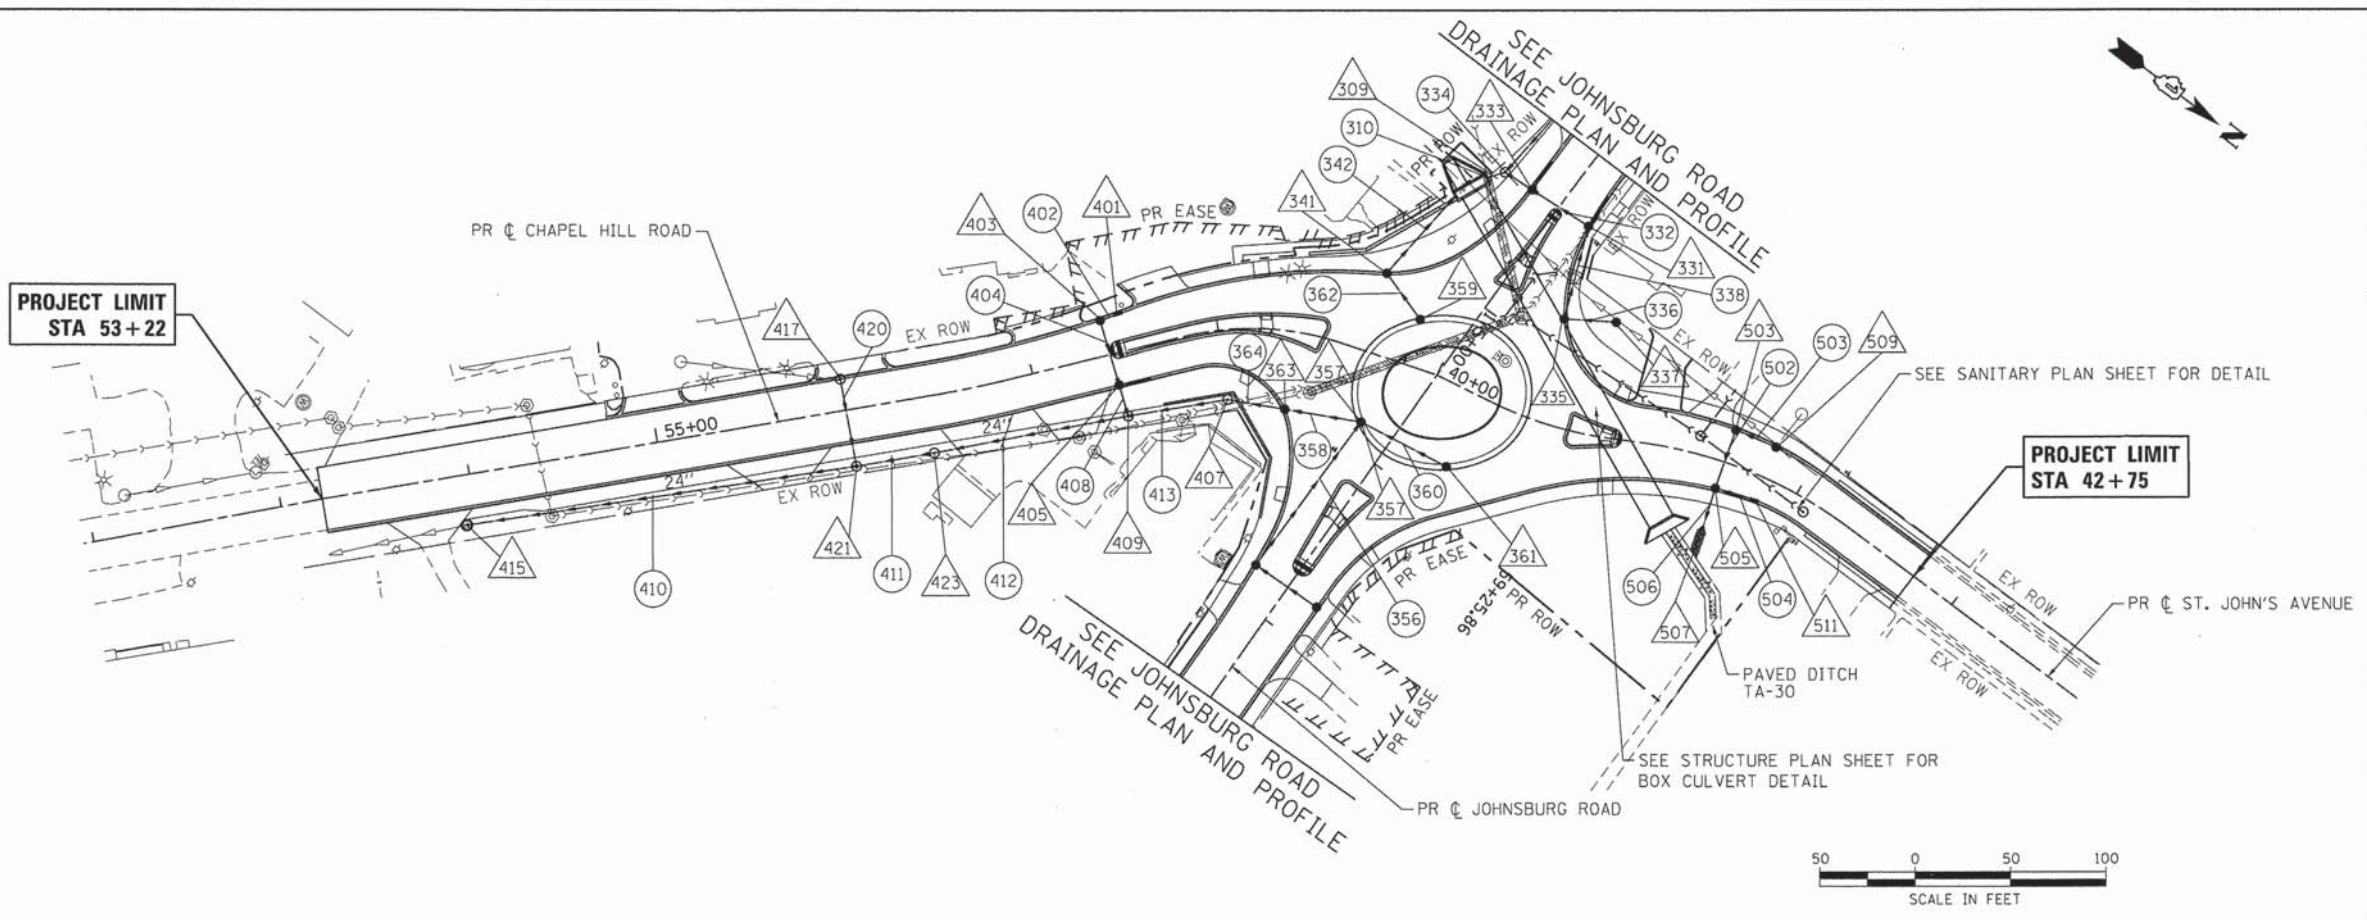 SEE JOHNSBURG ROAD
DRAINAGE PLAN AND PROFILE
N
309
334
333
310
PR ROW
EX ROW
342
341
403
402
401
PR EASE
PR ℄ CHAPEL HILL ROAD
EX ROW
332
331
338
336
404
362
359
PROJECT LIMIT
STA 53+22
417
420
EX ROW
503
503
509
502
EX ROW
337
335
364
363
357
40+00
SEE SANITARY PLAN SHEET FOR DETAIL
55+00
24"
24"
EX ROW
358
360
357
361
405
408
413
407
409
PROJECT LIMIT
STA 42+75
415
410
421
411
423
412
PR EASE
356
59+25.86
PR ROW
506
507
505
504
511
EX ROW
EX ROW
PR ℄ ST. JOHN'S AVENUE
PAVED DITCH
TA-30
PR EASE
SEE JOHNSBURG ROAD
DRAINAGE PLAN AND PROFILE
SEE STRUCTURE PLAN SHEET FOR
BOX CULVERT DETAIL
PR ℄ JOHNSBURG ROAD
50 0 50 100
SCALE IN FEET